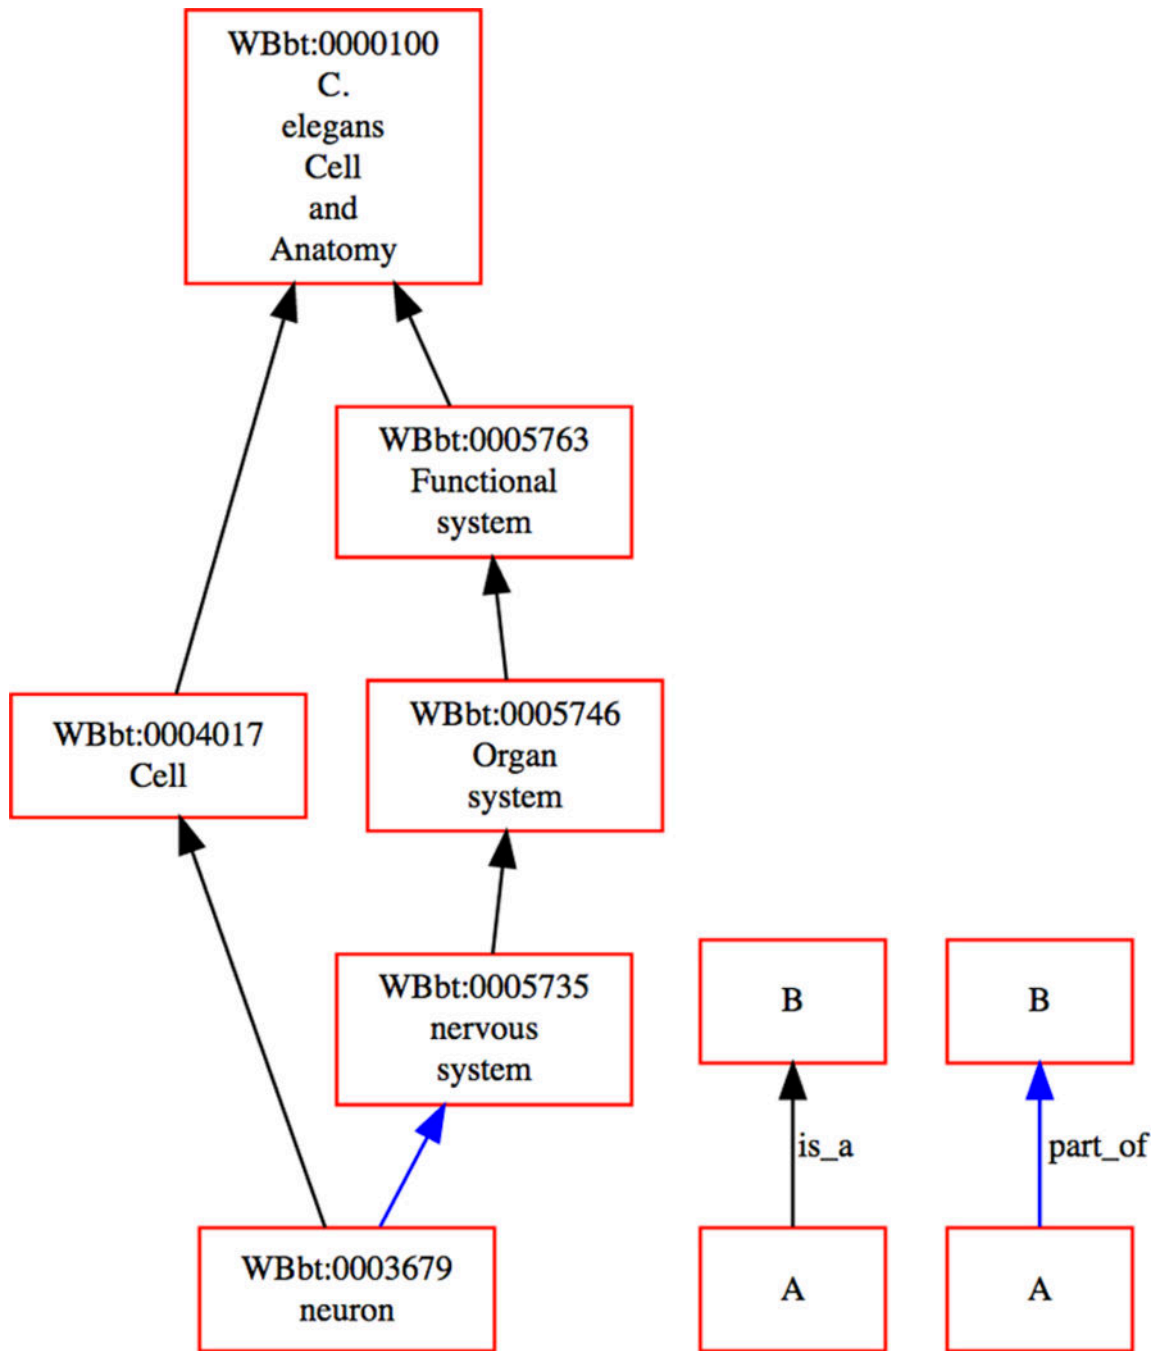 WBbt:0000100
C.
elegans
Cell
and
Anatomy
WBbt:0005763
Functional
system
WBbt:0004017
Cell
WBbt:0005746
Organ
system
WBbt:0005735
nervous
system
WBbt:0003679
neuron
B
is_a
A
B
part_of
A